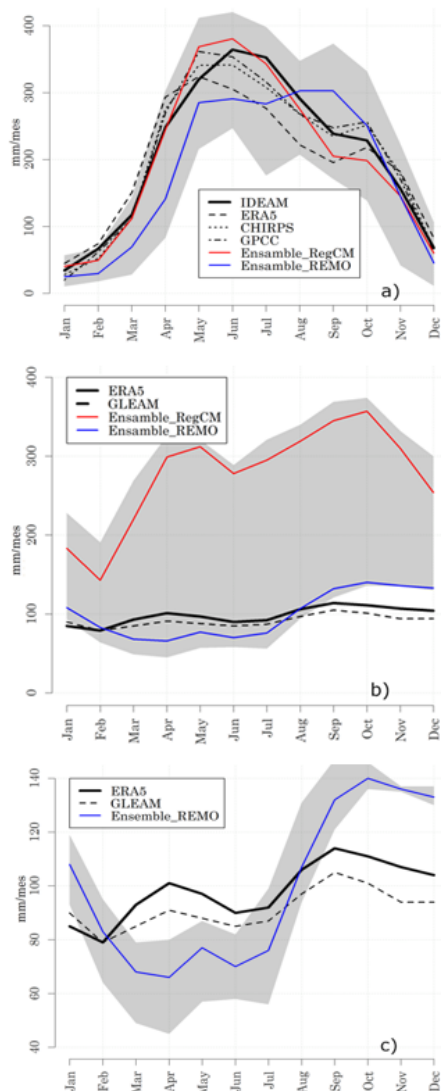 400
300
200
100
0
mm/mes
IDEAM
ERA5
CHIRPS
GPCC
Ensamble_RegCM
Ensamble_REMO
a)
Jan Feb Mar Apr May Jun Jul Aug Sep Oct Nov Dec
400
300
200
100
0
mm/mes
ERA5
GLEAM
Ensamble_RegCM
Ensamble_REMO
b)
Jan Feb Mar Apr May Jun Jul Aug Sep Oct Nov Dec
140
120
100
80
60
40
mm/mes
ERA5
GLEAM
Ensemble_REMO
c)
Jan Feb Mar Apr May Jun Jul Aug Sep Oct Nov Dec